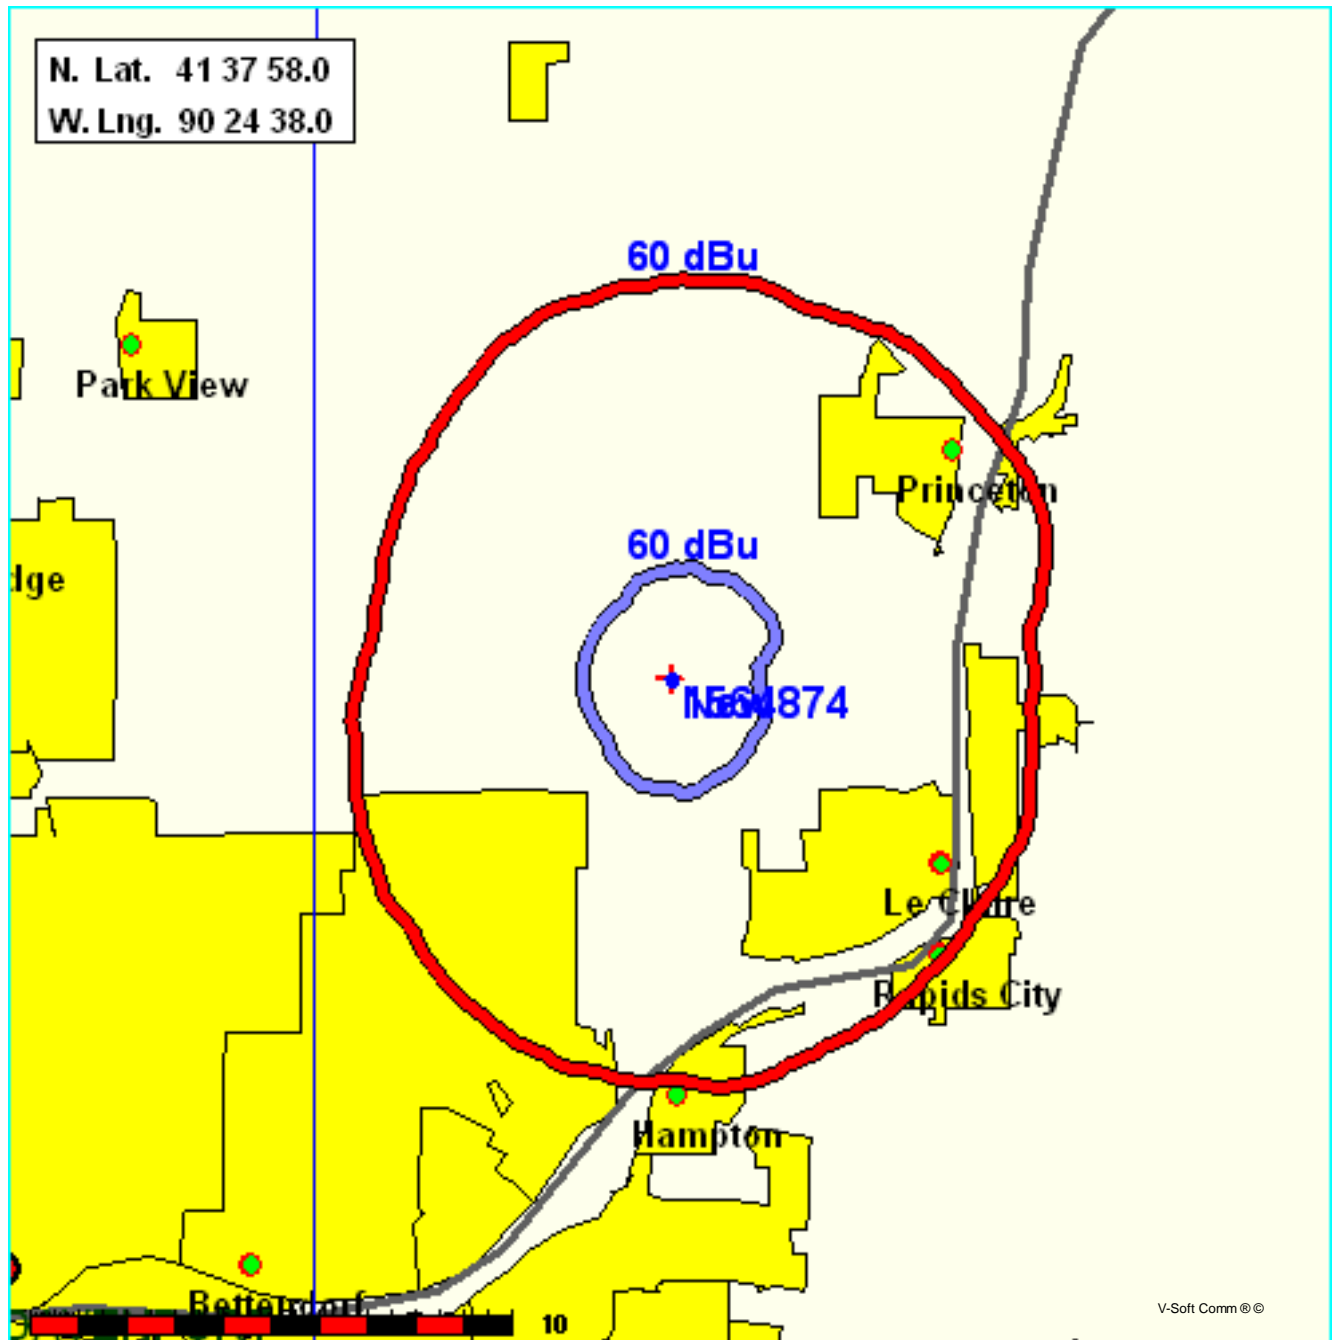 N. Lat. 41 37 58.0
W. Lng. 90 24 38.0
60 dBu
Park View
Princeton
60 dBu
dge
Le Claire
Rapids City
Hampton
Bettendorf
10
V-Soft Comm ® ©